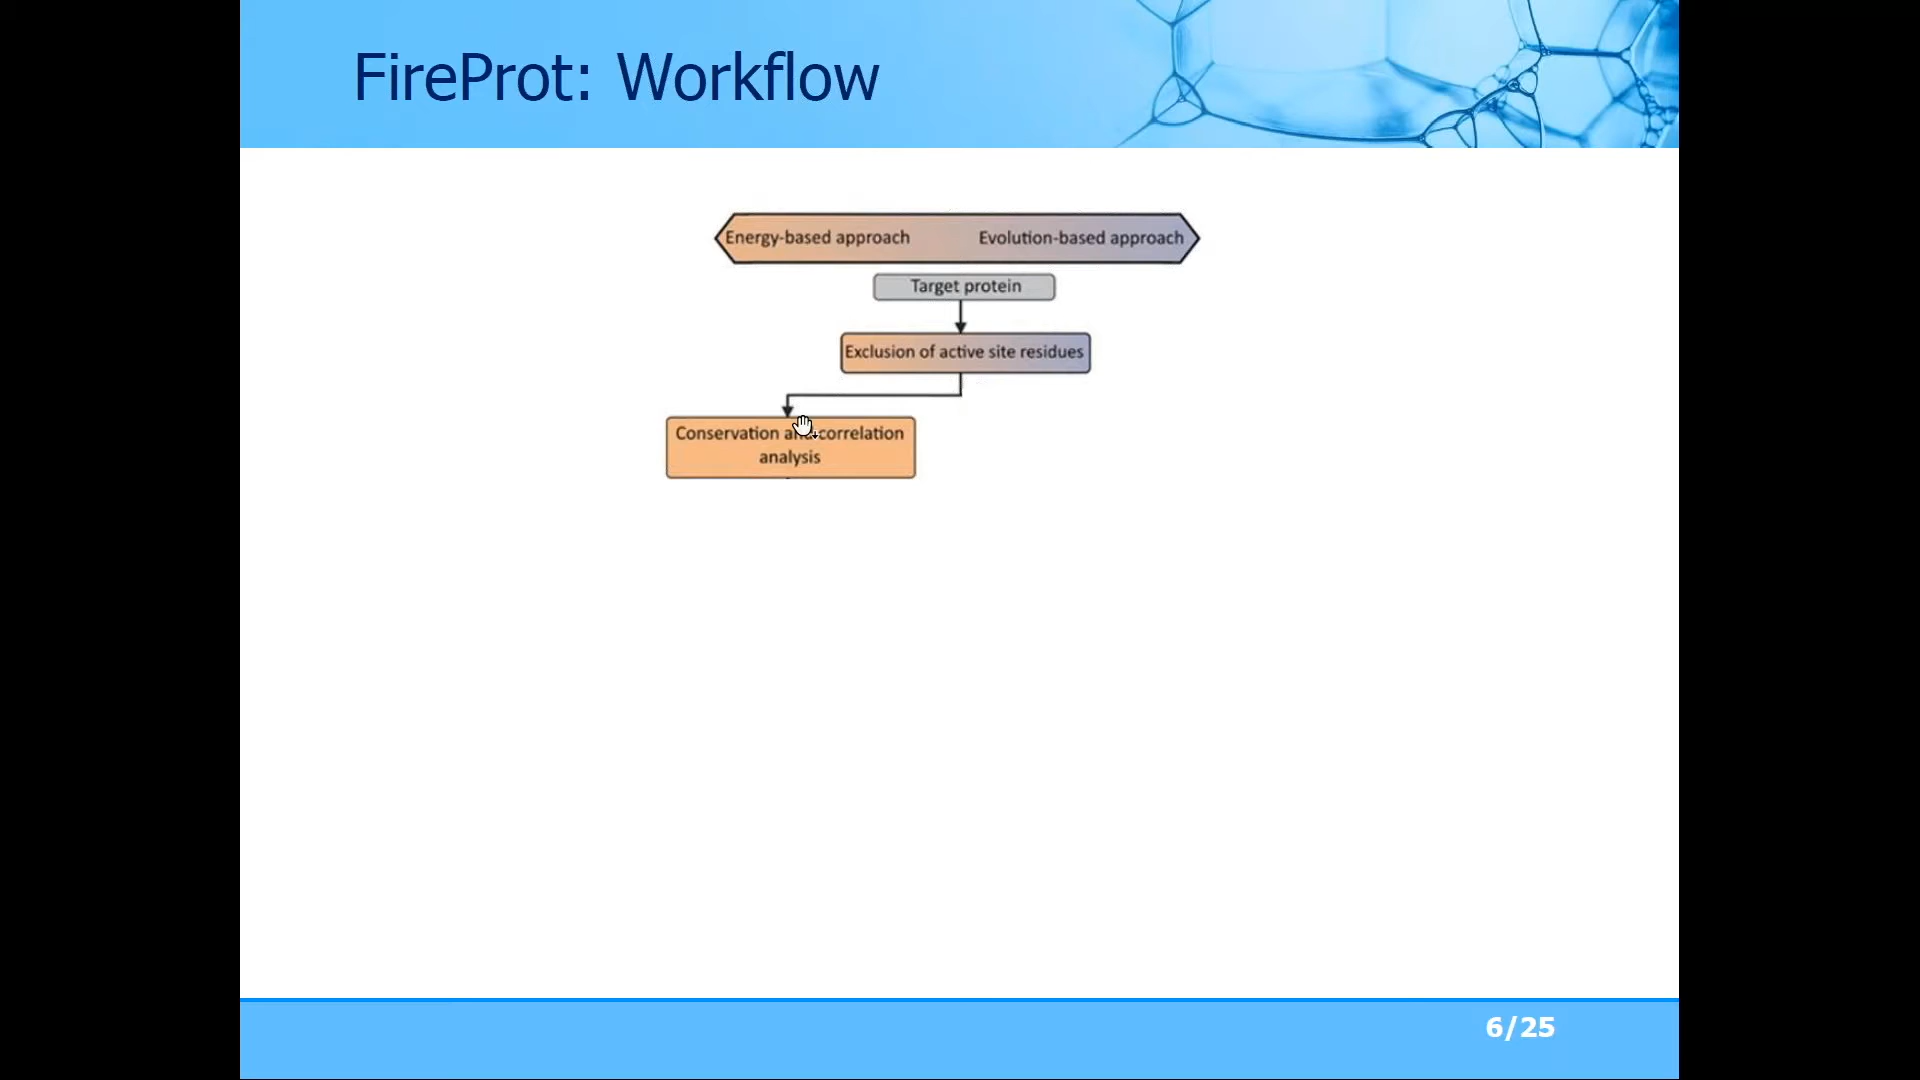 FireProt: Workflow
Energy-based approach Evolution-based approach
Target protein
Exclusion of active site residues
Conservation and correlation
analysis
6/25